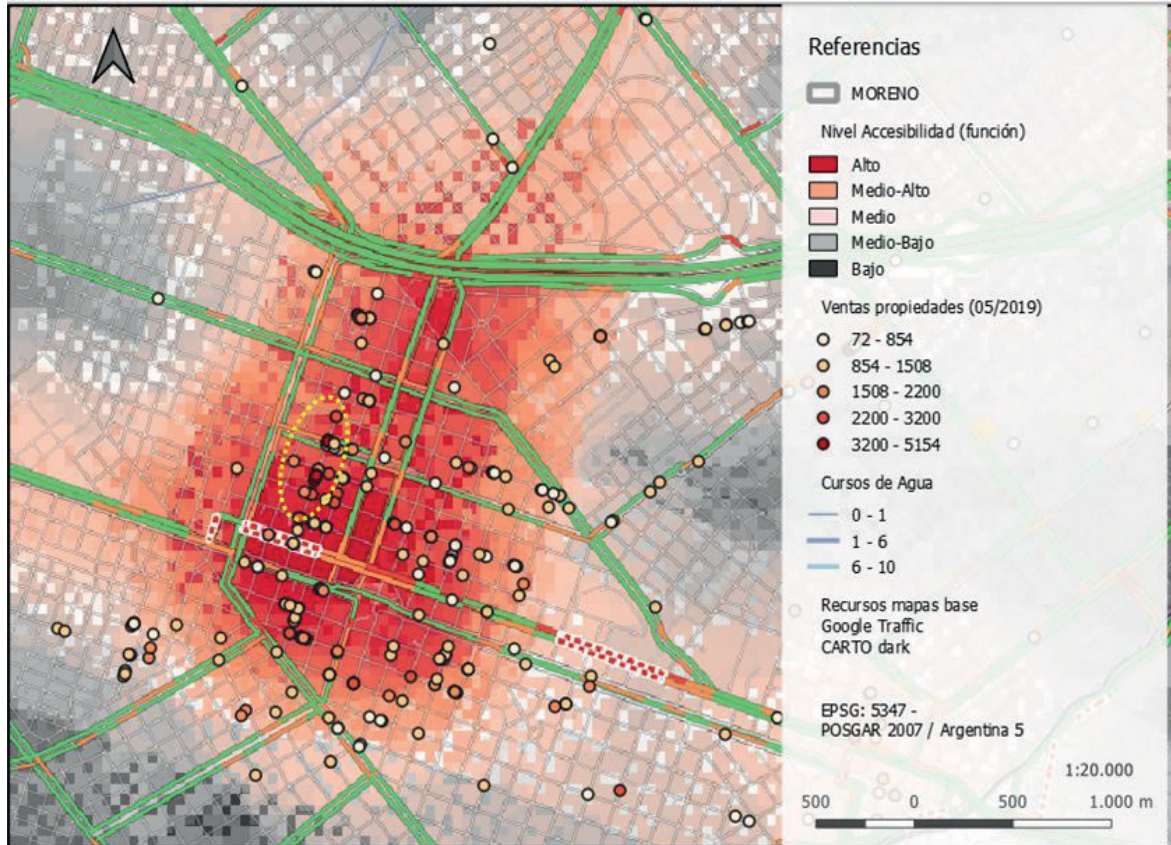 Referencias
MORENO
Nivel Accesibilidad (función)
Alto
Medio-Alto
Medio
Medio-Bajo
Bajo
Ventas propiedades (05/2019)
72 - 854
854 - 1508
1508 - 2200
2200 - 3200
3200 - 5154
Cursos de Agua
0 - 1
1 - 6
6 - 10
Recursos mapas base
Google Traffic
CARTO dark
EPSG: 5347 -
POSGAR 2007 / Argentina 5
1:20.000
500 0 500 1.000 m